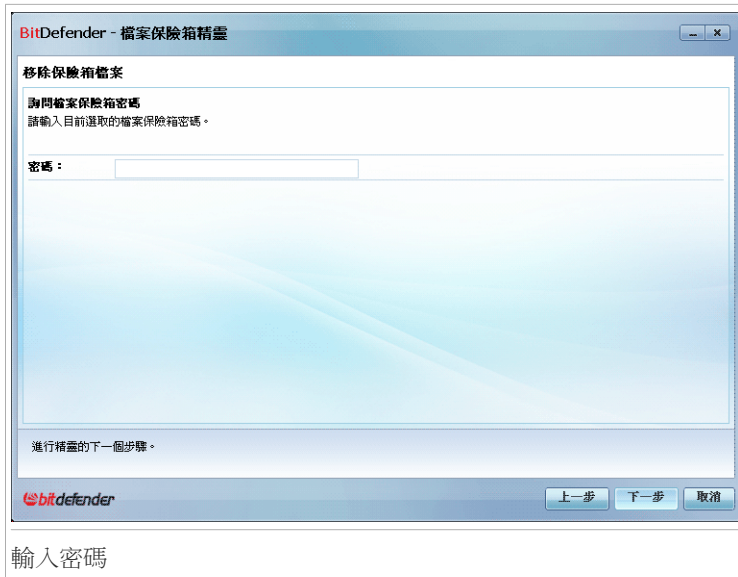 BitDefender - 檔案保險箱精靈
移除保險箱檔案
詢問檔案保險箱密碼
請輸入目前選取的檔案保險箱密碼。
密碼：
進行精靈的下一個步驟。
bitdefender
上一步 下一步 取消
輸入密碼